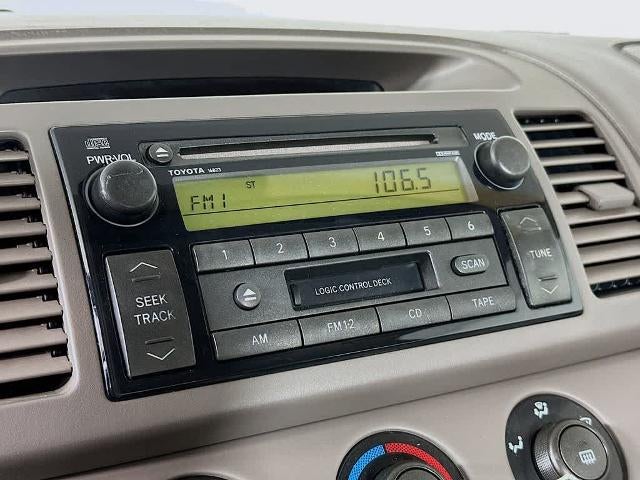 PWR·VOL
MODE
TOYOTA
ST
106.5
FM1
1 2 3 4 5 6
SEEK
TRACK
LOGIC CONTROL DECK
SCAN
TUNE
AM FM1·2 CD TAPE